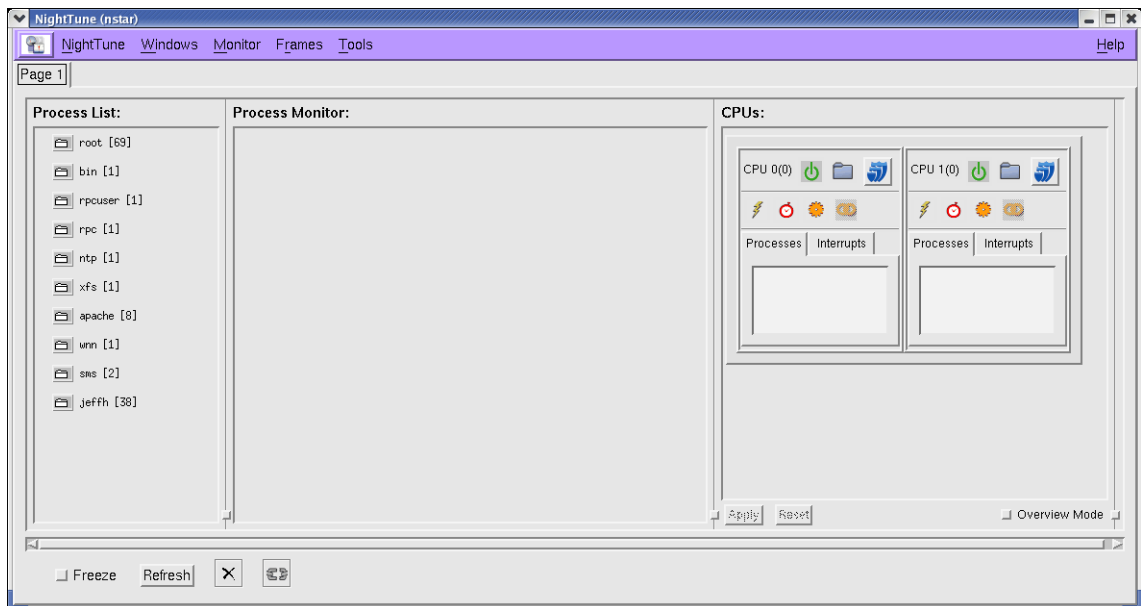 NightTune (nstar)
NightTune Windows Monitor Frames Tools Help
Page 1
Process List:
root [69]
bin [1]
rpcuser [1]
rpc [1]
ntp [1]
xfs [1]
apache [8]
wnn [1]
sms [2]
jeffh [38]
Process Monitor:
CPUs:
CPU 0(0)
Processes Interrupts
CPU 1(0)
Processes Interrupts
Apply Reset Overview Mode
Freeze Refresh